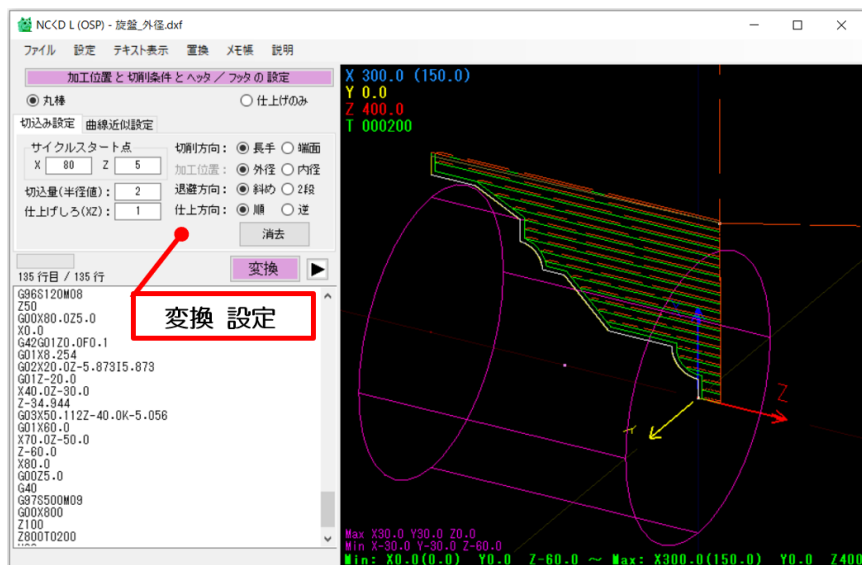 NCくD L (OSP) - 旋盤_外径.dxf
ファイル 設定 テキスト表示 置換 メモ帳 説明
加工位置 と 切削条件 と ヘッタ ／ フッタ の 設定
丸棒 仕上げのみ
切込み設定 曲線近似設定
サイクルスタート点
X 80 Z 5
切込量(半径値): 2
仕上げしろ(XZ): 1
切削方向: 長手 端面
加工位置: 外径 内径
退避方向: 斜め 2段
仕上方向: 順 逆
消去
135 行目 / 135 行
変換
G96S120M08
Z50
G00X80.0Z5.0
X0.0
G42G01Z0.0F0.1
G01X8.254
G02X20.0Z-5.873I5.873
G01Z-20.0
X40.0Z-30.0
Z-34.944
G03X50.112Z-40.0K-5.056
G01X60.0
X70.0Z-50.0
Z-60.0
X80.0
G00Z5.0
G40
G97S500M09
G00X800
Z100
Z800T0200
変換 設定
X 300.0 (150.0)
Y 0.0
Z 400.0
T 000200
Z
Y
Max X30.0 Y30.0 Z0.0
Min X-30.0 Y-30.0 Z-60.0
Min: X0.0(0.0) Y0.0 Z-60.0 ～ Max: X300.0(150.0) Y0.0 Z400